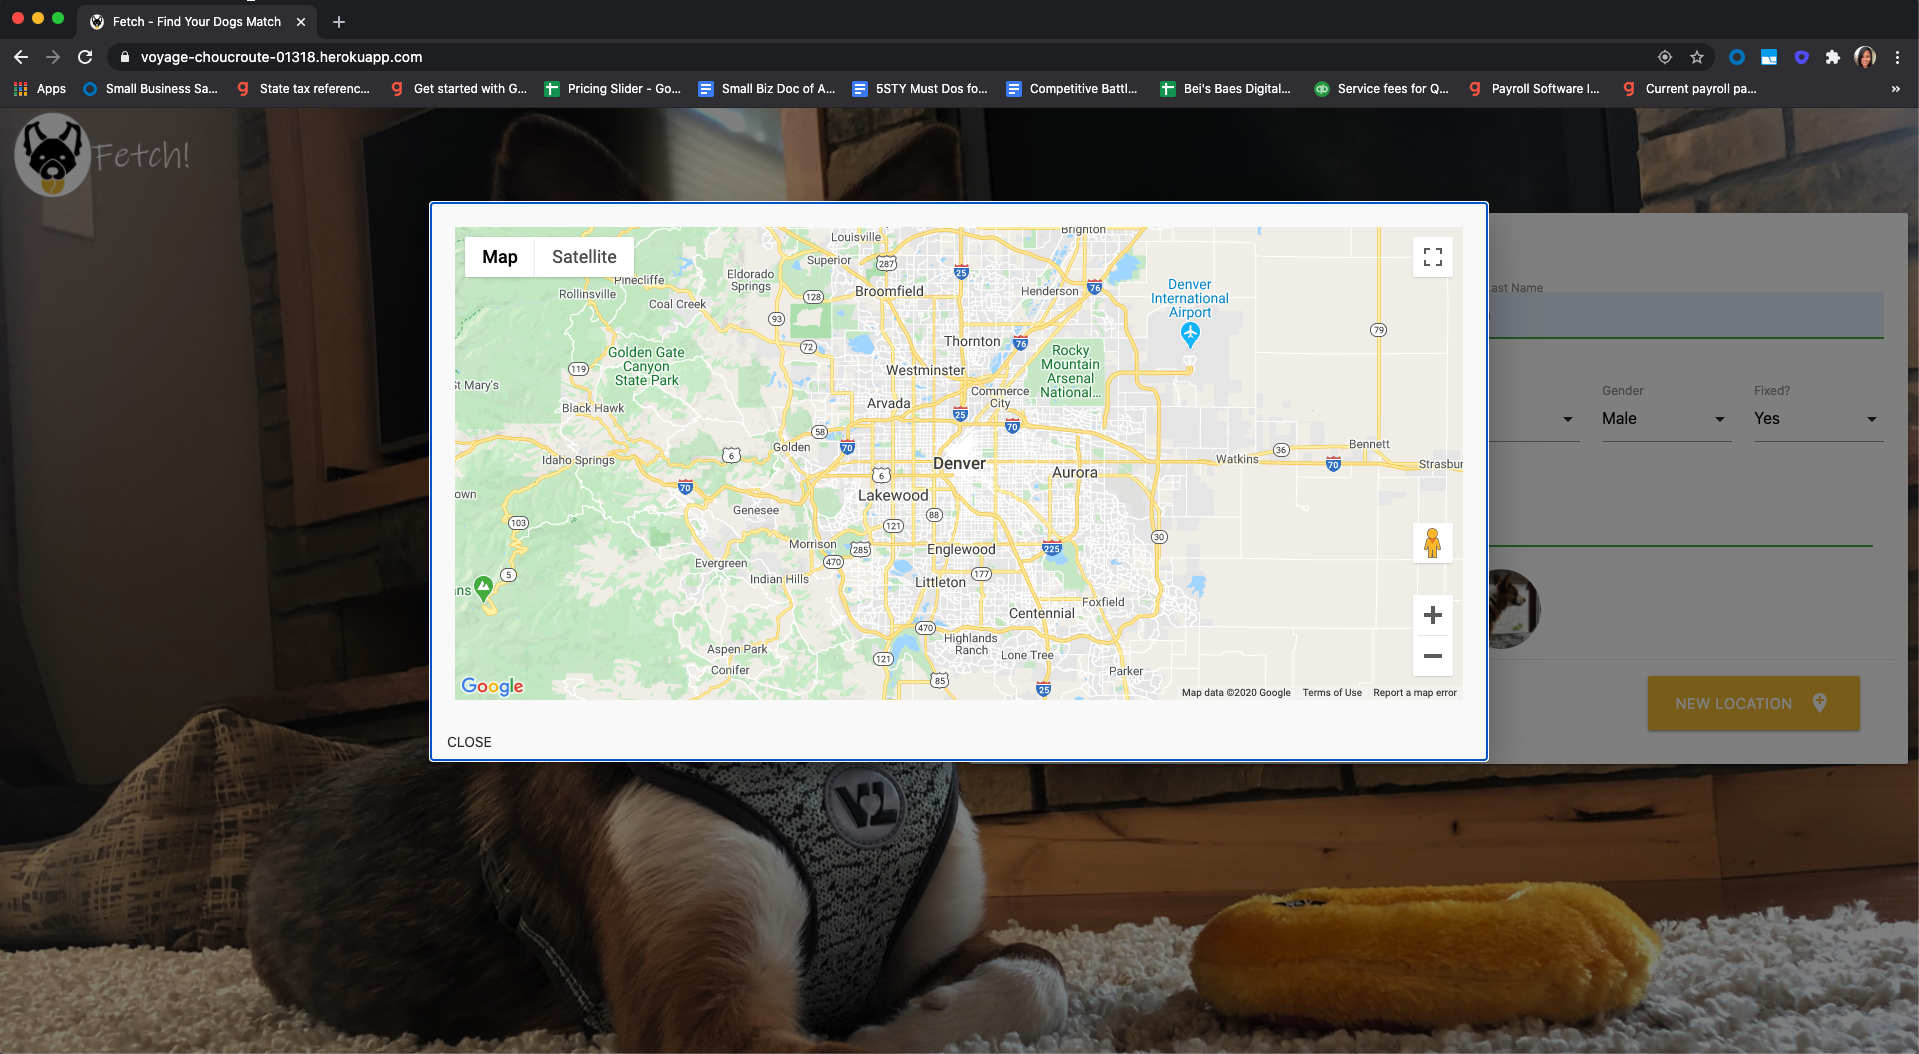 Fetch - Find Your Dogs Match
voyage-choucroute-01318.herokuapp.com
Apps
Small Business Sa...
State tax referenc...
Get started with G...
Pricing Slider - Go...
Small Biz Doc of A...
5STY Must Dos fo...
Competitive Battl...
Bei's Baes Digital...
Service fees for Q...
Payroll Software I...
Current payroll pa...
»
Fetch!
Map
Satellite
Louisville
Brighton
Superior
287
25
Pinecliffe
Eldorado
Springs
Rollinsville
Coal Creek
128
Broomfield
Henderson
76
Denver
International
Airport
93
79
72
Thornton
76
Golden Gate
Canyon
State Park
Rocky
Mountain
Arsenal
National...
119
Westminster
St Mary's
Commerce
City
Black Hawk
Arvada
25
58
70
70
Golden
6
Idaho Springs
Denver
Aurora
Watkins
36
70
Bennett
Strasbur
6
70
own
Lakewood
Genesee
88
103
121
Morrison
285
470
Englewood
225
30
Evergreen
Indian Hills
5
Littleton
177
ans
Foxfield
Centennial
470
Highlands
Ranch
Lone Tree
Aspen Park
Conifer
121
85
25
Parker
Google
Map data ©2020 Google
Terms of Use
Report a map error
CLOSE
Last Name
Gender
Male
Fixed?
Yes
NEW LOCATION